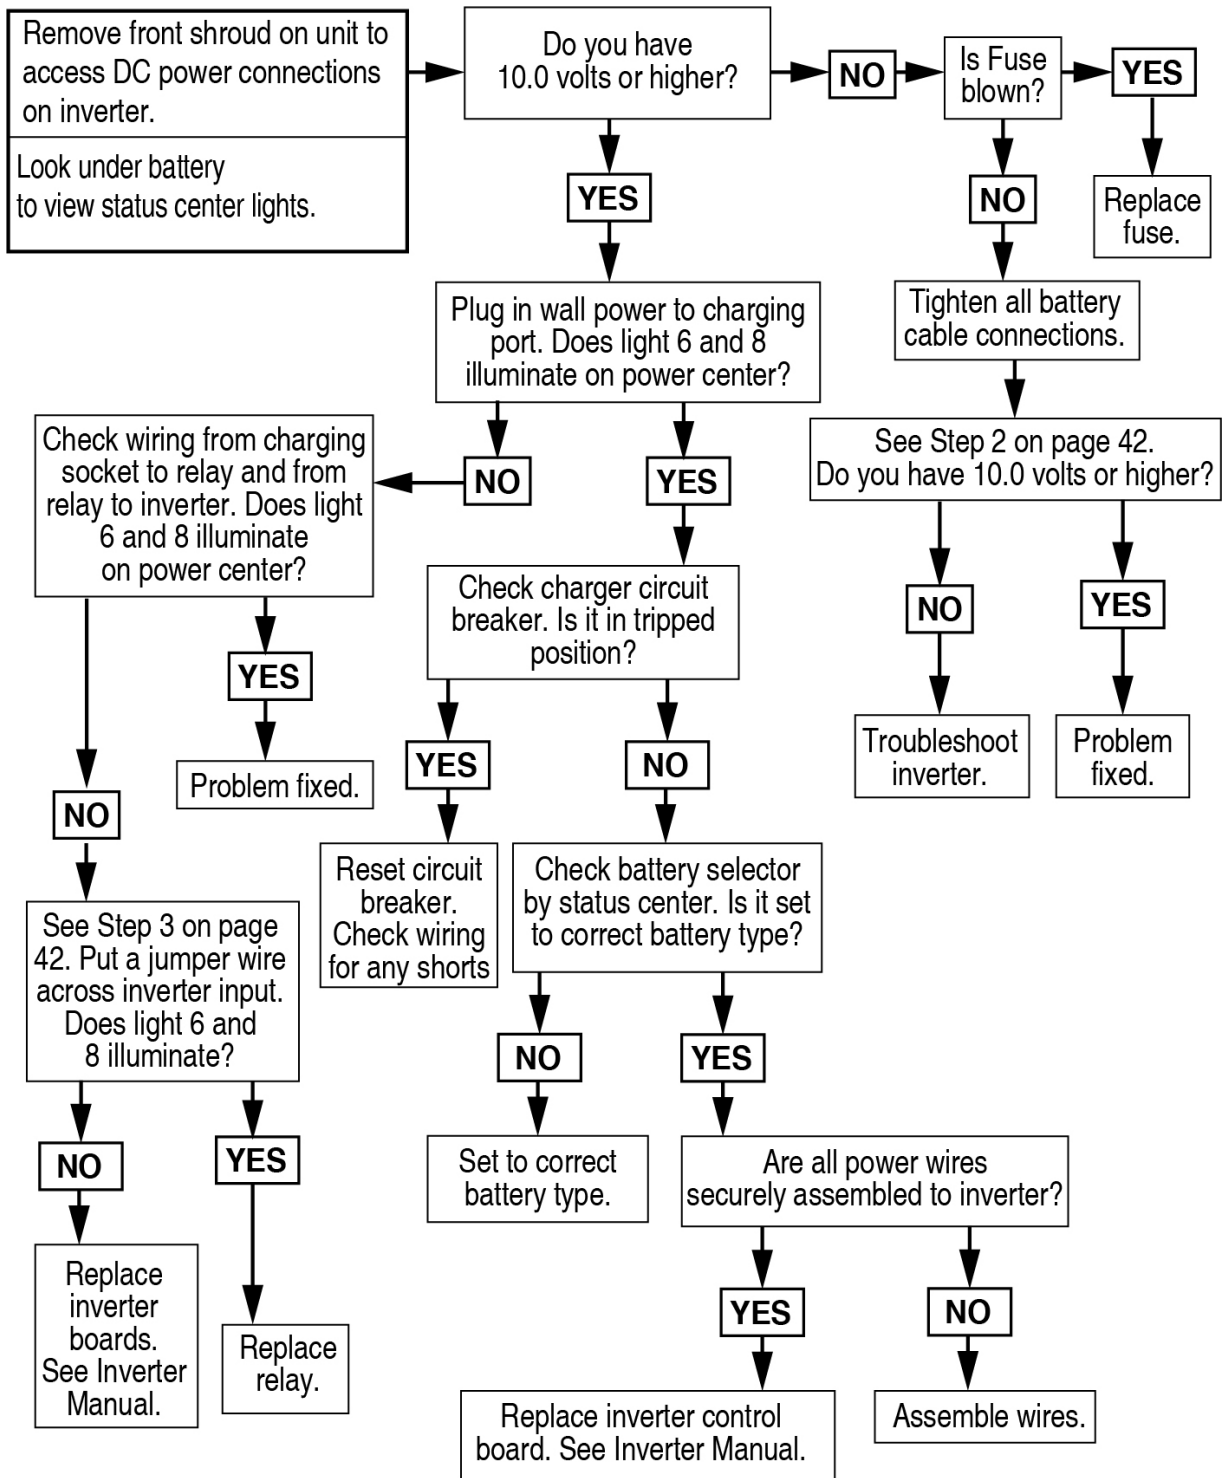 Remove front shroud on unit to
access DC power connections
on inverter.
Look under battery
to view status center lights.
Do you have
10.0 volts or higher?
NO
Is Fuse
blown?
YES
Replace
fuse.
NO
Tighten all battery
cable connections.
See Step 2 on page 42.
Do you have 10.0 volts or higher?
NO
Troubleshoot
inverter.
YES
Problem
fixed.
YES
Plug in wall power to charging
port. Does light 6 and 8
illuminate on power center?
NO
Check wiring from charging
socket to relay and from
relay to inverter. Does light
6 and 8 illuminate
on power center?
YES
Problem fixed.
NO
See Step 3 on page
42. Put a jumper wire
across inverter input.
Does light 6 and
8 illuminate?
NO
Replace
inverter
boards.
See Inverter
Manual.
YES
Replace
relay.
YES
Check charger circuit
breaker. Is it in tripped
position?
YES
Reset circuit
breaker.
Check wiring
for any shorts
NO
Check battery selector
by status center. Is it set
to correct battery type?
NO
Set to correct
battery type.
YES
Are all power wires
securely assembled to inverter?
YES
Replace inverter control
board. See Inverter Manual.
NO
Assemble wires.